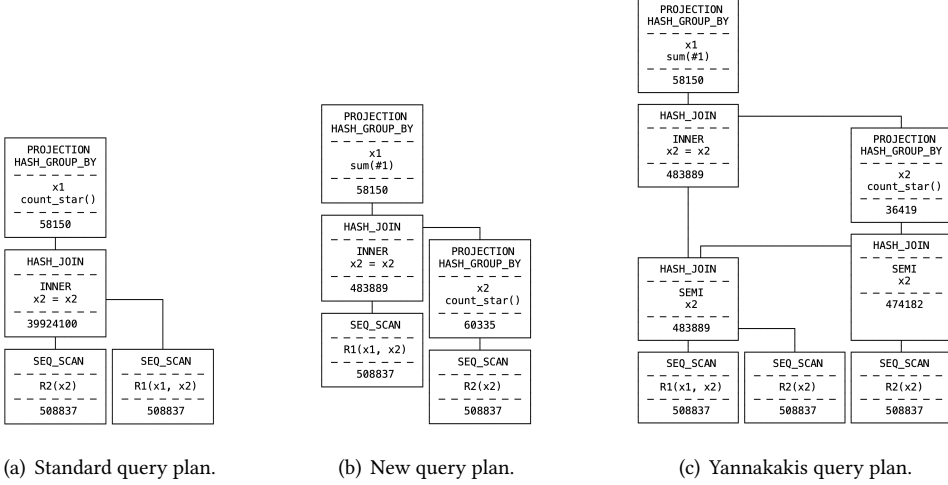 PROJECTION
HASH_GROUP_BY
x1
count_star()
58150
HASH_JOIN
INNER
x2 = x2
39924100
SEQ_SCAN
R2(x2)
508837
SEQ_SCAN
R1(x1, x2)
508837
(a) Standard query plan.
PROJECTION
HASH_GROUP_BY
x1
sum(#1)
58150
HASH_JOIN
INNER
x2 = x2
483889
PROJECTION
HASH_GROUP_BY
x2
count_star()
60335
SEQ_SCAN
R1(x1, x2)
508837
SEQ_SCAN
R2(x2)
508837
(b) New query plan.
PROJECTION
HASH_GROUP_BY
x1
sum(#1)
58150
HASH_JOIN
INNER
x2 = x2
483889
PROJECTION
HASH_GROUP_BY
x2
count_star()
36419
HASH_JOIN
SEMI
x2
474182
HASH_JOIN
SEMI
x2
483889
SEQ_SCAN
R1(x1, x2)
508837
SEQ_SCAN
R2(x2)
508837
SEQ_SCAN
R2(x2)
508837
(c) Yannakakis query plan.